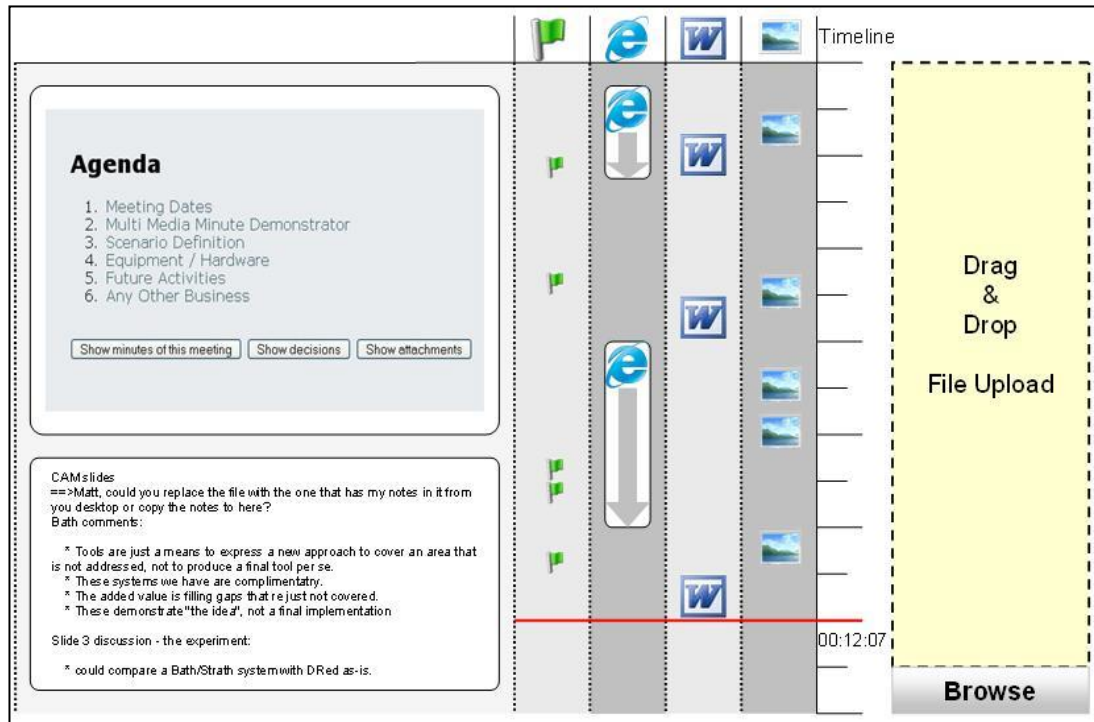 Timeline
Agenda
1. Meeting Dates
2. Multi Media Minute Demonstrator
3. Scenario Definition
4. Equipment / Hardware
5. Future Activities
6. Any Other Business
Show minutes of this meeting Show decisions Show attachments
CAM slides
==>Matt, could you replace the file with the one that has my notes in it from
you desktop or copy the notes to here?
Bath comments:
* Tools are just a means to express a new approach to cover an area that
is not addressed, not to produce a final tool per se.
* These systems we have are complimentatry.
* The added value is filling gaps that re just not covered.
* These demonstrate "the idea", not a final implementation
Slide 3 discussion - the experiment:
* could compare a Bath/Strath system with DRed as-is.
00:12:07
Drag
&
Drop
File Upload
Browse